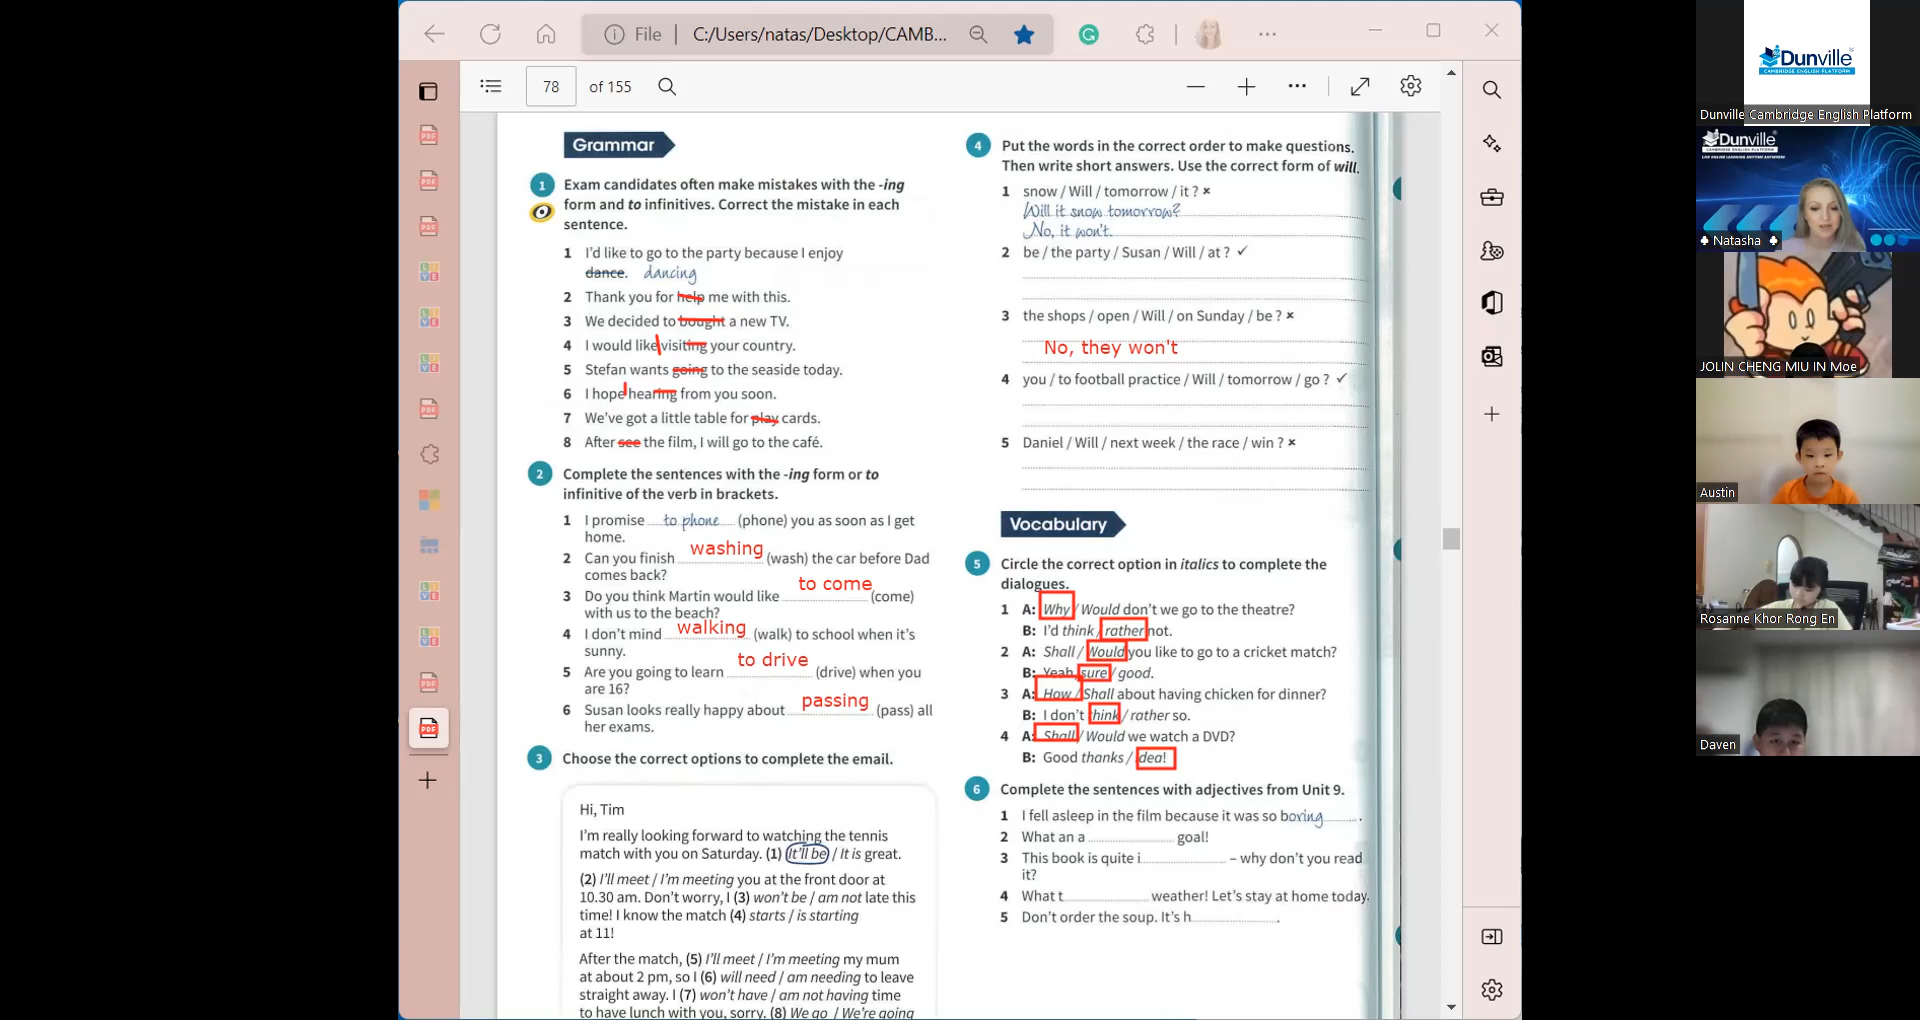 File
C:/Users/natas/Desktop/CAMB...
78 of 155
Grammar
1 Exam candidates often make mistakes with the -ing
form and to infinitives. Correct the mistake in each
sentence.
1 I'd like to go to the party because I enjoy
dance. dancing
2 Thank you for help me with this.
3 We decided to bought a new TV.
4 I would like visiting your country.
5 Stefan wants going to the seaside today.
6 I hope hearing from you soon.
7 We've got a little table for play cards.
8 After see the film, I will go to the café.
2 Complete the sentences with the -ing form or to
infinitive of the verb in brackets.
1 I promise to phone (phone) you as soon as I get
home.
washing
2 Can you finish (wash) the car before Dad
comes back?
to come
3 Do you think Martin would like (come)
with us to the beach?
walking
4 I don't mind (walk) to school when it's
sunny.
to drive
5 Are you going to learn (drive) when you
are 16?
passing
6 Susan looks really happy about (pass) all
her exams.
3 Choose the correct options to complete the email.
Hi, Tim
I'm really looking forward to watching the tennis
match with you on Saturday. (1) It'll be / It is great.
(2) I'll meet / I'm meeting you at the front door at
10.30 am. Don't worry, I (3) won't be / am not late this
time! I know the match (4) starts / is starting
at 11!
After the match, (5) I'll meet / I'm meeting my mum
at about 2 pm, so I (6) will need / am needing to leave
straight away. I (7) won't have / am not having time
to have lunch with you, sorry. (8) We go / We're going
4 Put the words in the correct order to make questions.
Then write short answers. Use the correct form of will.
1 snow / Will / tomorrow / it ? ×
Will it snow tomorrow?
No, it won't.
2 be / the party / Susan / Will / at ? ✓
3 the shops / open / Will / on Sunday / be ? ×
No, they won't
4 you / to football practice / Will / tomorrow / go ? ✓
5 Daniel / Will / next week / the race / win ? ×
Vocabulary
5 Circle the correct option in italics to complete the
dialogues.
1 A: Why / Would don't we go to the theatre?
B: I'd think / rather not.
2 A: Shall / Would you like to go to a cricket match?
B: Yeah sure / good.
3 A: How / Shall about having chicken for dinner?
B: I don't think / rather so.
4 A: Shall / Would we watch a DVD?
B: Good thanks / idea!
6 Complete the sentences with adjectives from Unit 9.
1 I fell asleep in the film because it was so boring.
2 What an a goal!
3 This book is quite i – why don't you read
it?
4 What t weather! Let's stay at home today.
5 Don't order the soup. It's h .
Dunville
CAMBRIDGE ENGLISH PLATFORM
Dunville Cambridge English Platform
Dunville
CAMBRIDGE ENGLISH PLATFORM
Natasha
JOLIN CHENG MIU IN Moe
Austin
Rosanne Khor Rong En
Daven